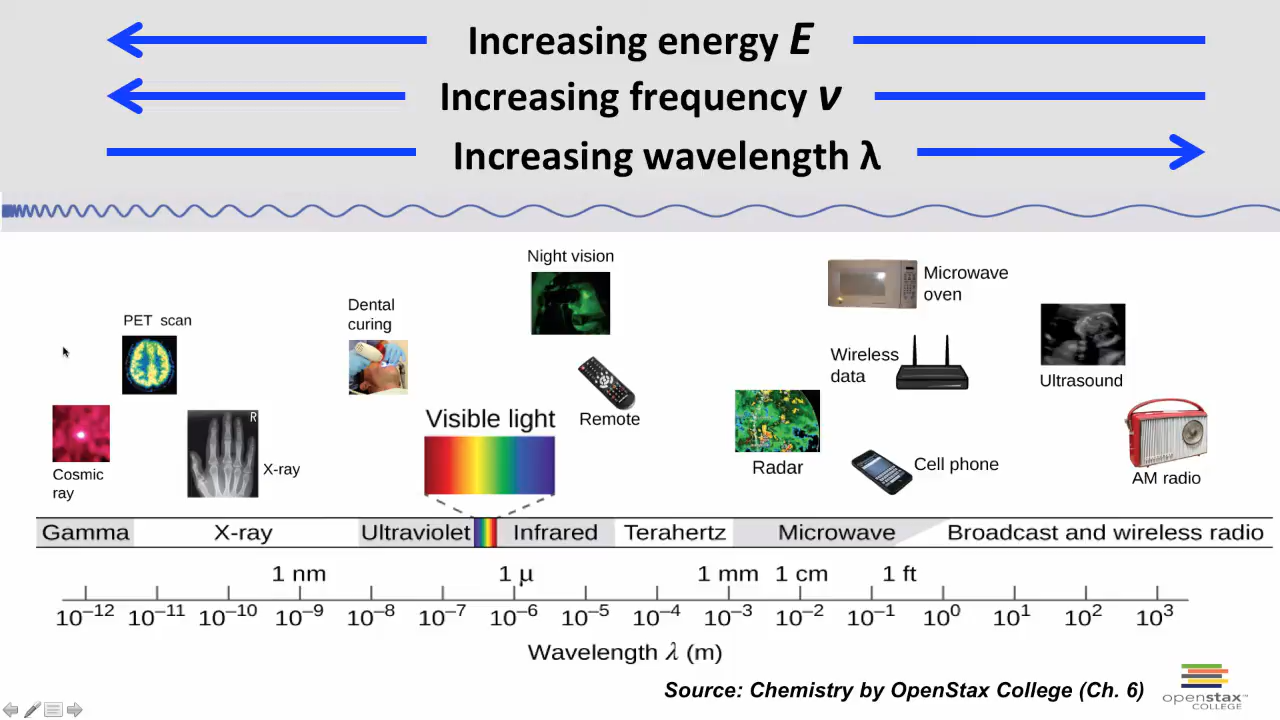 Increasing energy E
Increasing frequency ν
Increasing wavelength λ
Night vision
Microwave
oven
Dental
curing
PET scan
Wireless
data
Ultrasound
R
Visible light
Remote
Cosmic
ray
X-ray
Radar
Cell phone
AM radio
Gamma X-ray Ultraviolet Infrared Terahertz Microwave Broadcast and wireless radio
1 nm 1 μ 1 mm 1 cm 1 ft
10⁻¹² 10⁻¹¹ 10⁻¹⁰ 10⁻⁹ 10⁻⁸ 10⁻⁷ 10⁻⁶ 10⁻⁵ 10⁻⁴ 10⁻³ 10⁻² 10⁻¹ 10⁰ 10¹ 10² 10³
Wavelength λ (m)
Source: Chemistry by OpenStax College (Ch. 6)
openstax™
COLLEGE